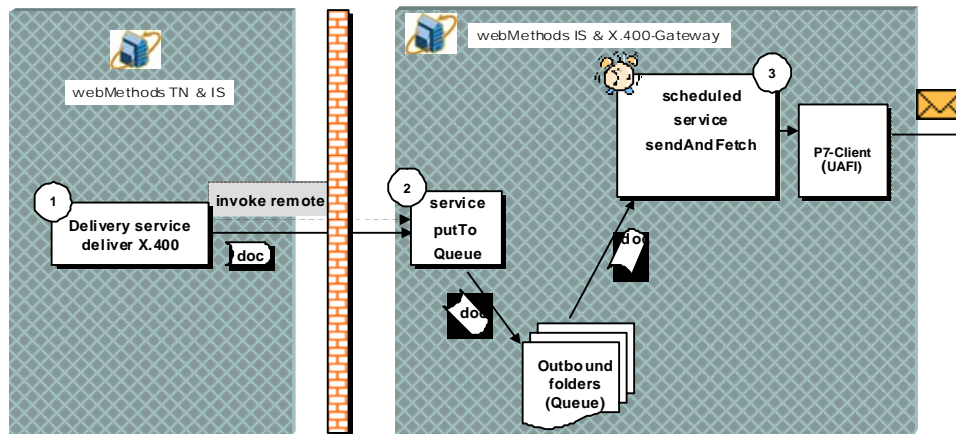 webMethods IS & X.400-Gateway
webMethods TN & IS
3
scheduled
service
sendAndFetch
P7-Client
(UAFI)
1
invoke remote
2
service
putTo
Queue
Delivery service
deliver X.400
doc
doc
doc
Outbound
folders
(Queue)